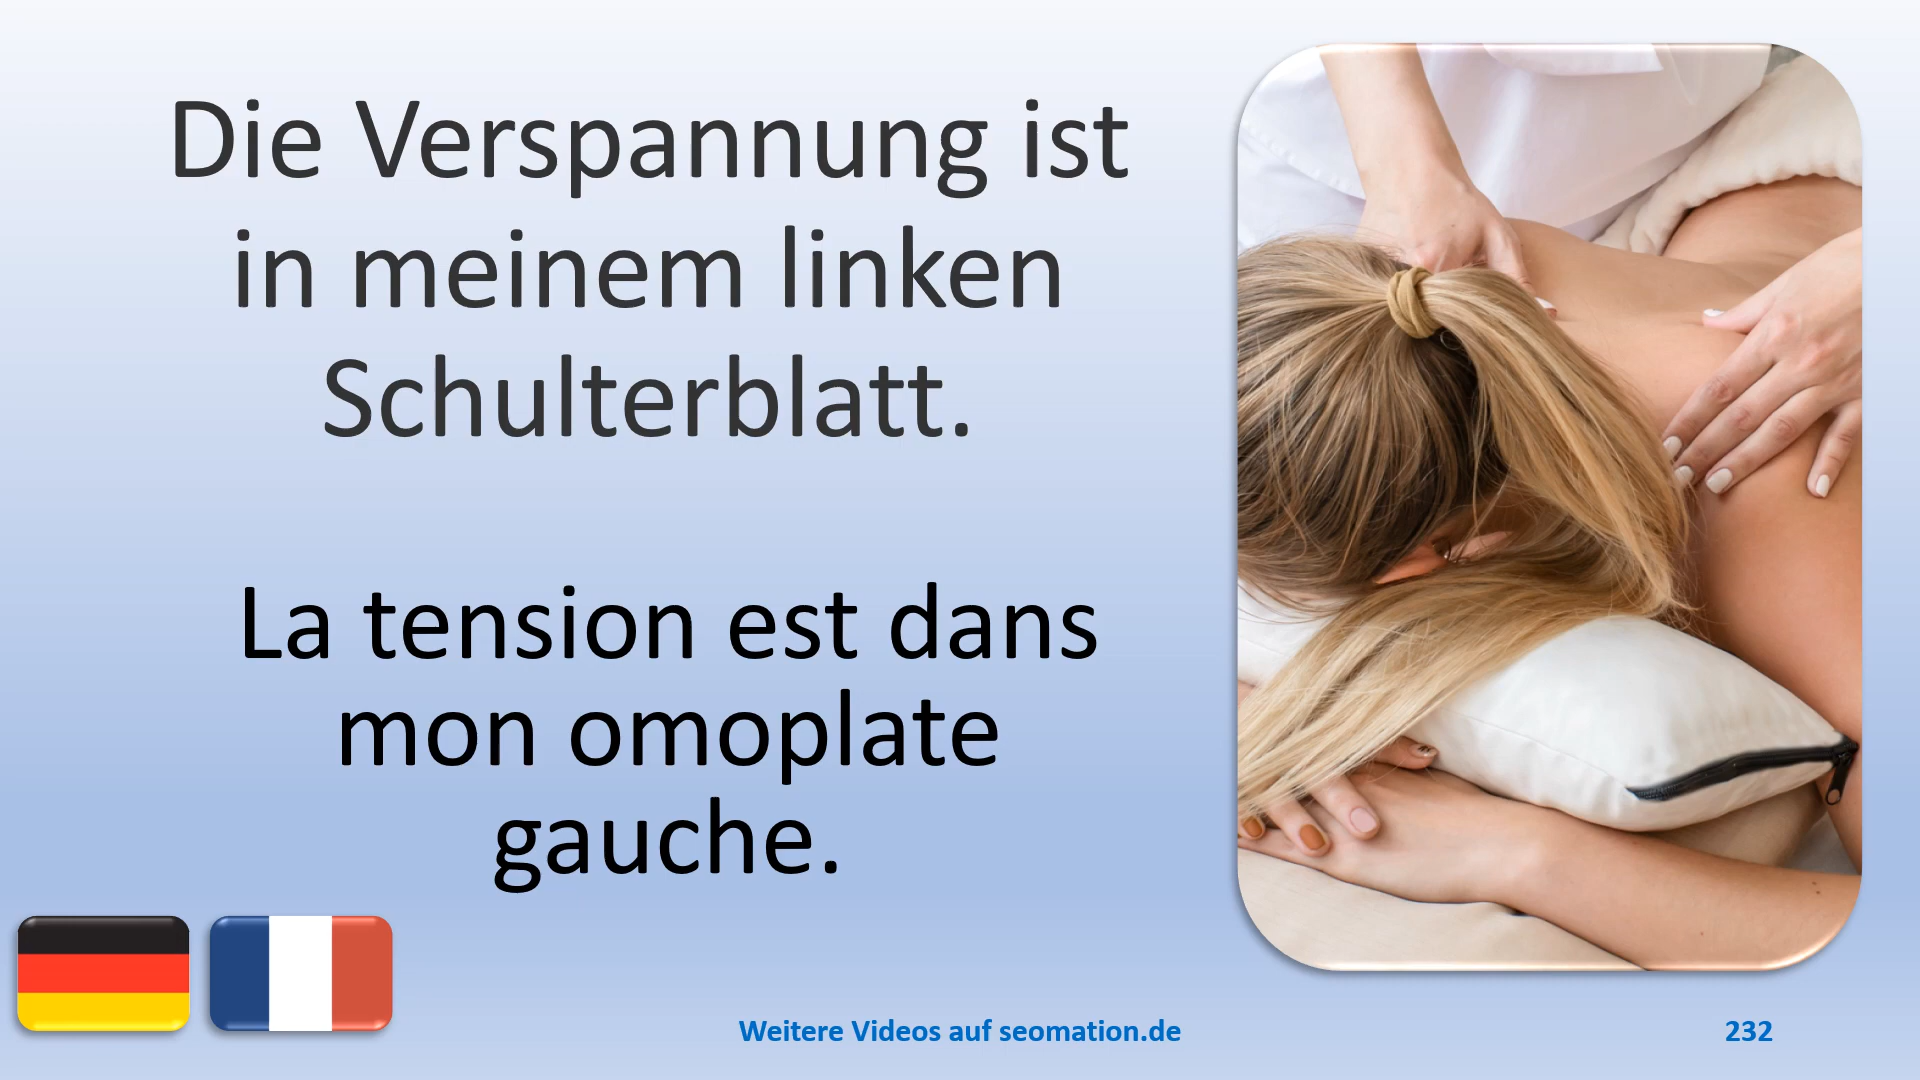 Die Verspannung ist
in meinem linken
Schulterblatt.
La tension est dans
mon omoplate
gauche.
Weitere Videos auf seomation.de
232